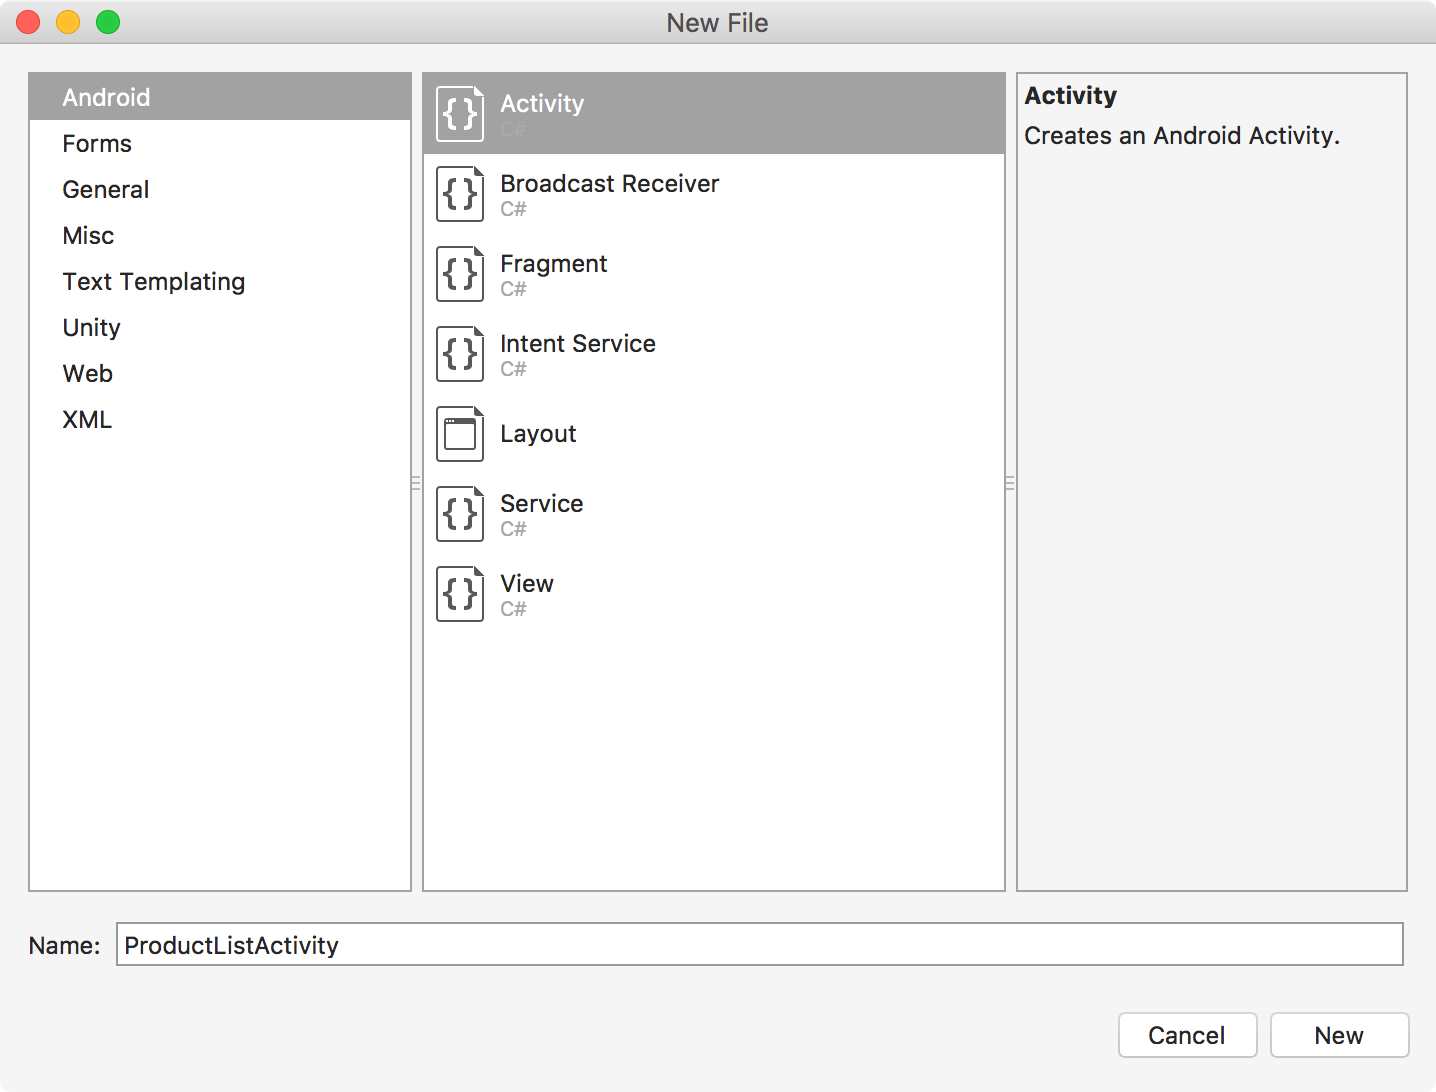 New File
Android
Forms
General
Misc
Text Templating
Unity
Web
XML
Activity
C#
Broadcast Receiver
C#
Fragment
C#
Intent Service
C#
Layout
Service
C#
View
C#
Activity
Creates an Android Activity.
Name: ProductListActivity
Cancel New